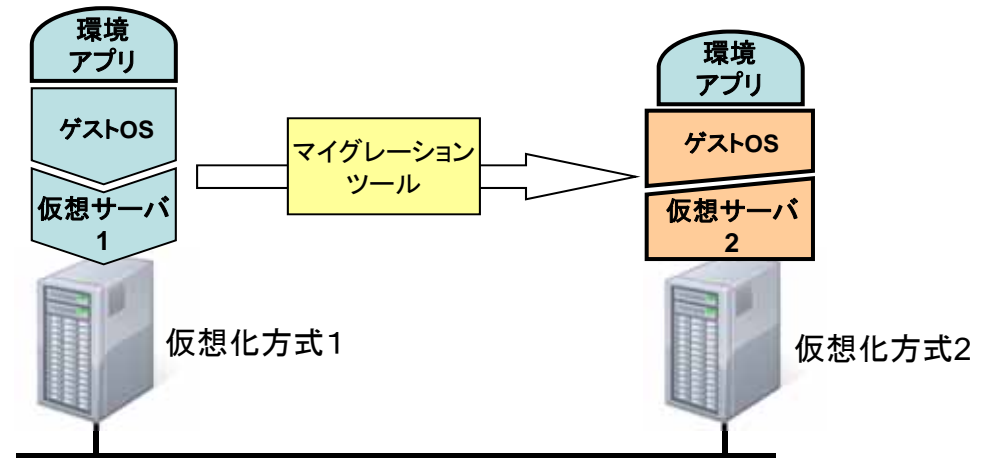 環境
アプリ
ゲストOS
仮想サーバ
1
仮想化方式1
マイグレーション
ツール
環境
アプリ
ゲストOS
仮想サーバ
2
仮想化方式2